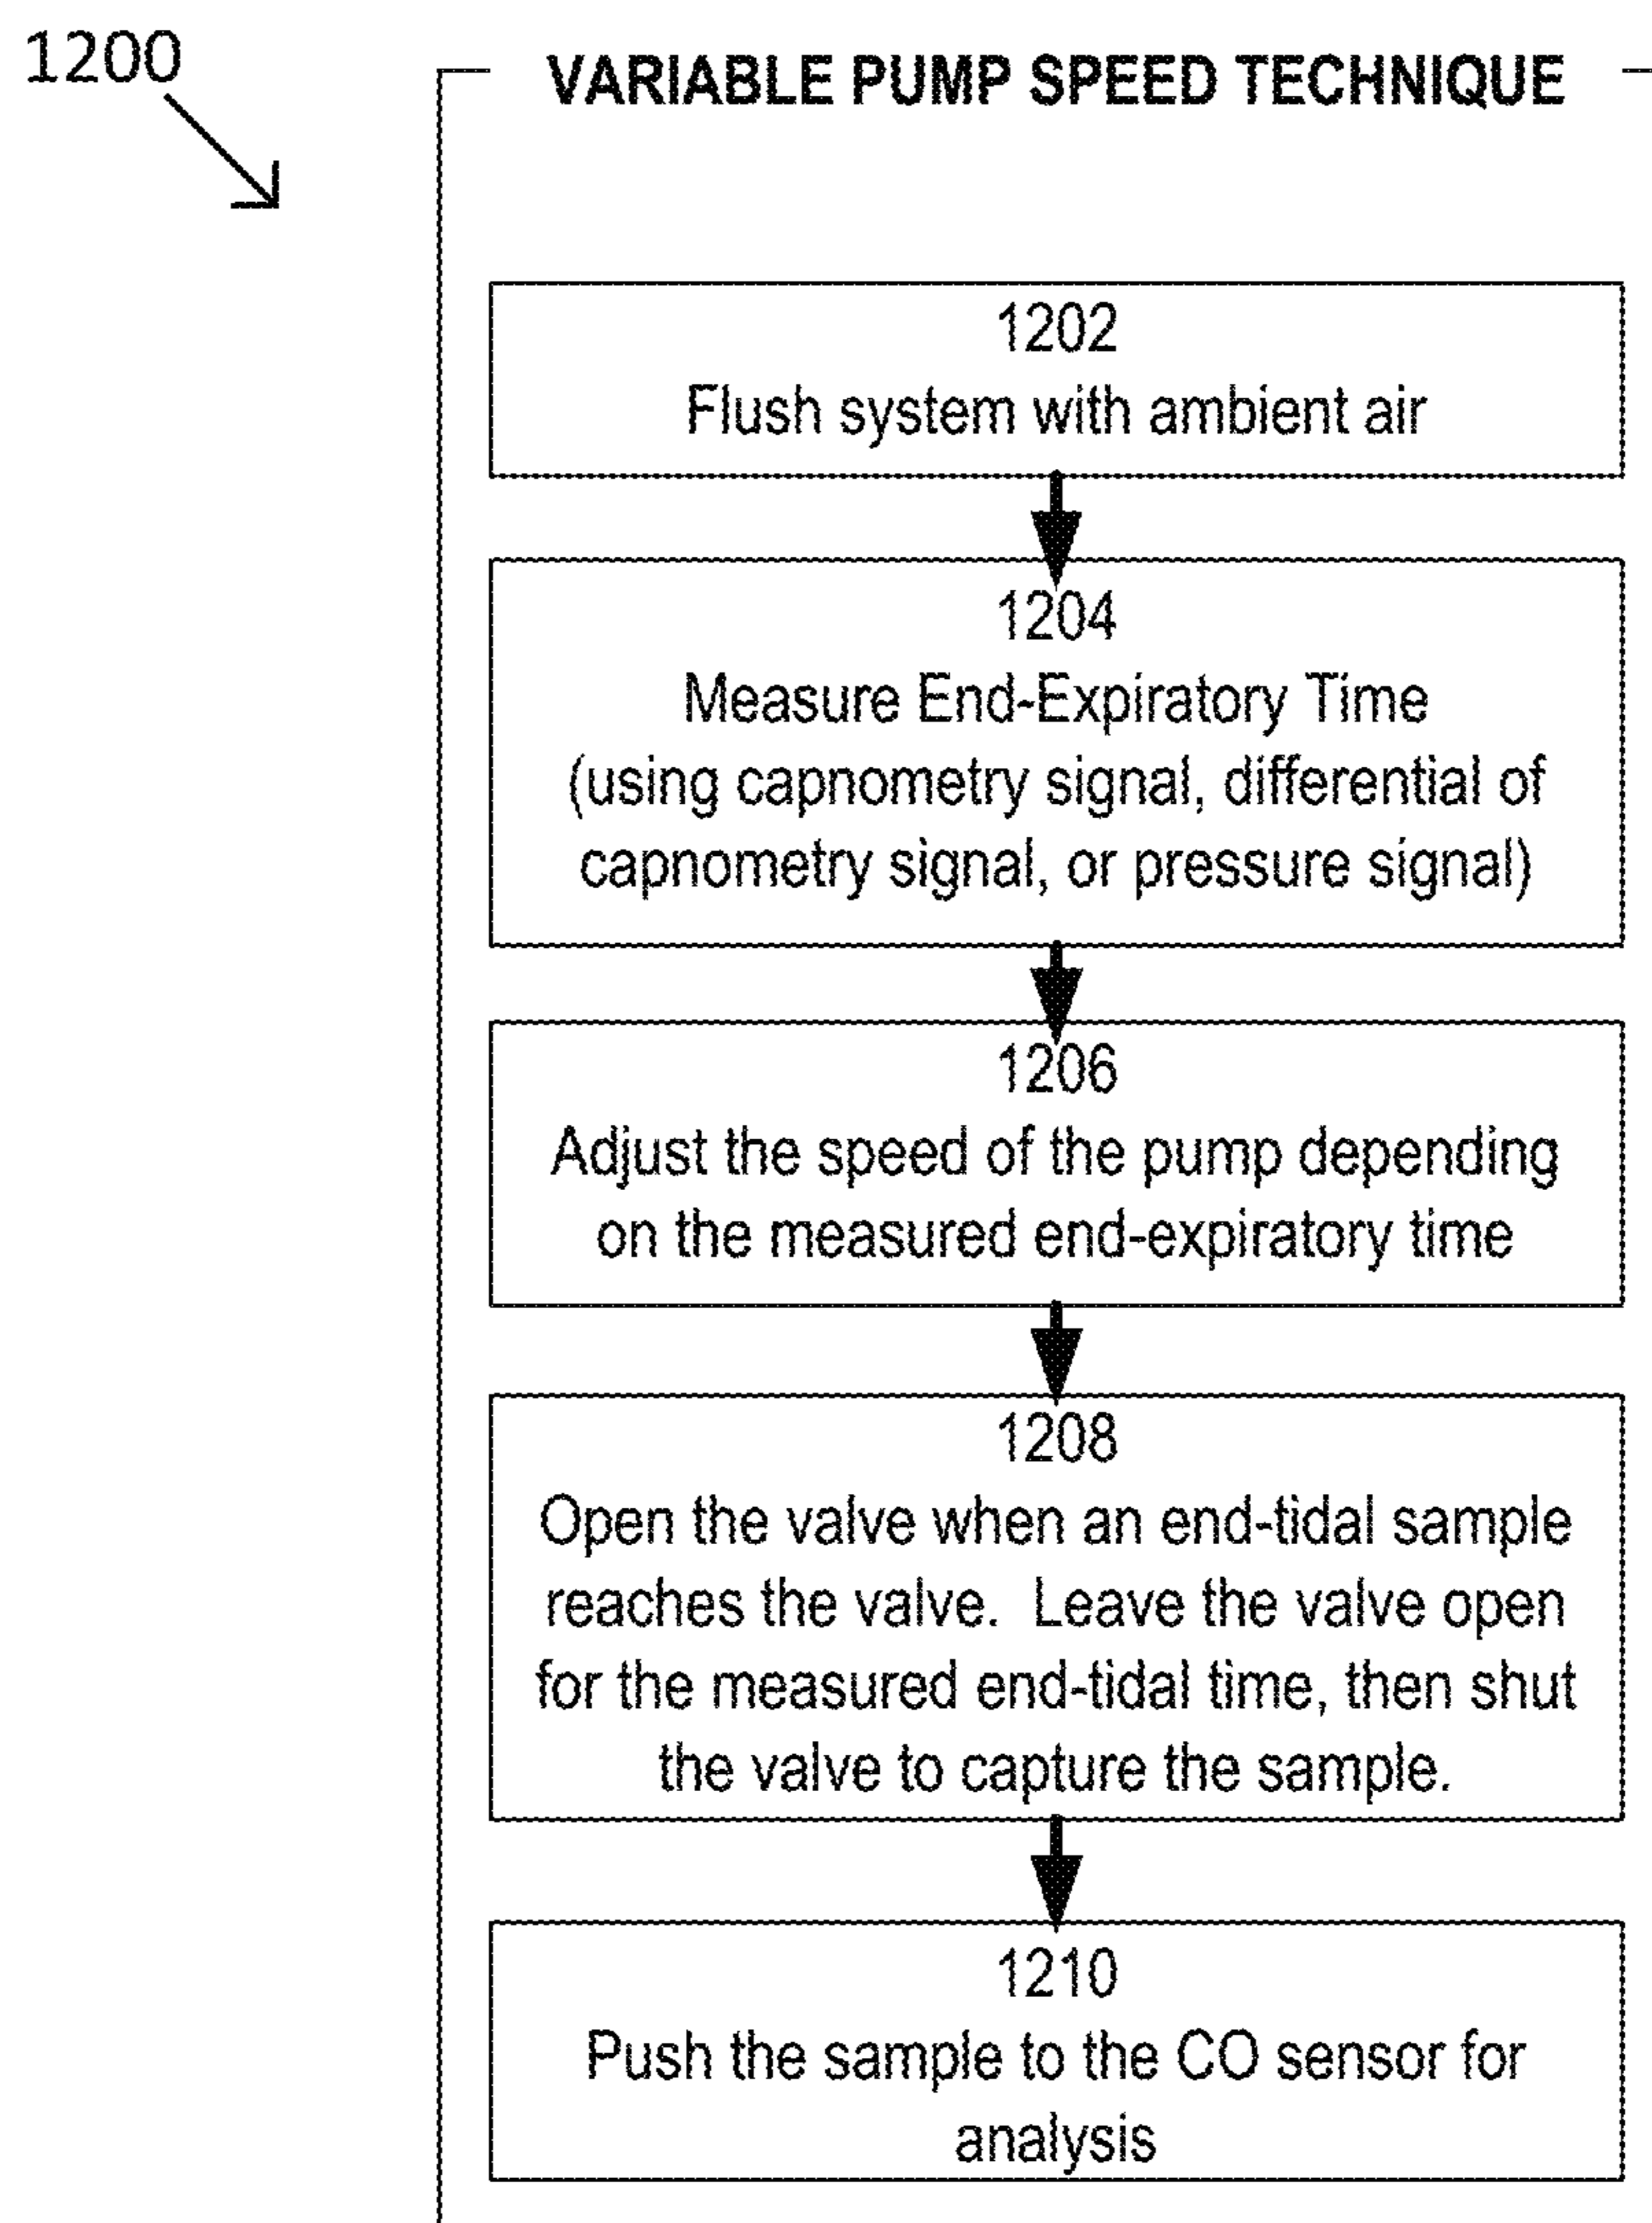 1200
VARIABLE PUMP SPEED TECHNIQUE
1202
Flush system with ambient air
1204
Measure End-Expiratory Time
(using capnometry signal, differential of
capnometry signal, or pressure signal)
1206
Adjust the speed of the pump depending
on the measured end-expiratory time
1208
Open the valve when an end-tidal sample
reaches the valve. Leave the valve open
for the measured end-tidal time, then shut
the valve to capture the sample.
1210
Push the sample to the CO sensor for
analysis